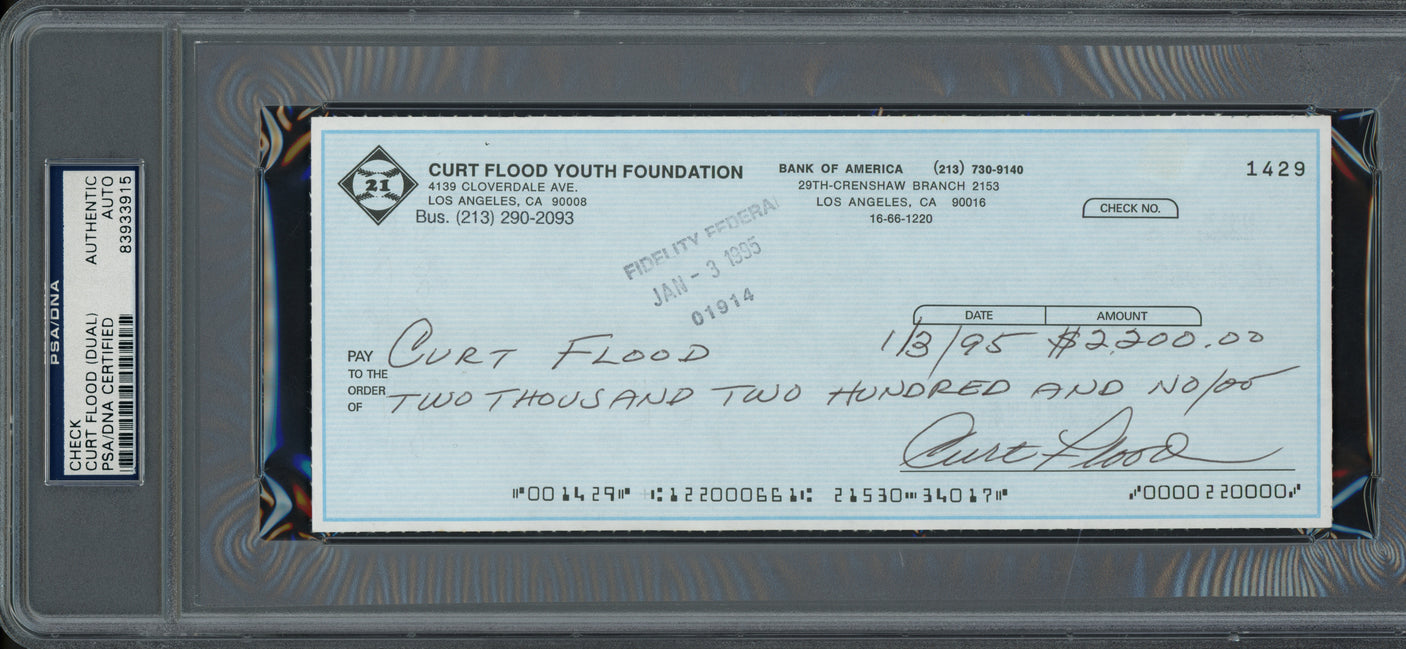 PSA/DNA
CHECK
CURT FLOOD (DUAL)
PSA/DNA CERTIFIED
AUTHENTIC
AUTO
83933915
21
CURT FLOOD YOUTH FOUNDATION
4139 CLOVERDALE AVE.
LOS ANGELES, CA 90008
Bus. (213) 290-2093
BANK OF AMERICA (213) 730-9140
29TH-CRENSHAW BRANCH 2153
LOS ANGELES, CA 90016
16-66-1220
1429
CHECK NO.
FIDELITY FEDERAL
JAN - 3 1995
01914
DATE AMOUNT
PAY TO THE ORDER OF CURT FLOOD 1/3/95 $2,200.00
TWO THOUSAND TWO HUNDRED AND NO/00
Curt Flood
⑈001429⑈ ⑆122000661⑆ 21530⑉34017⑈ ⑇0000220000⑇